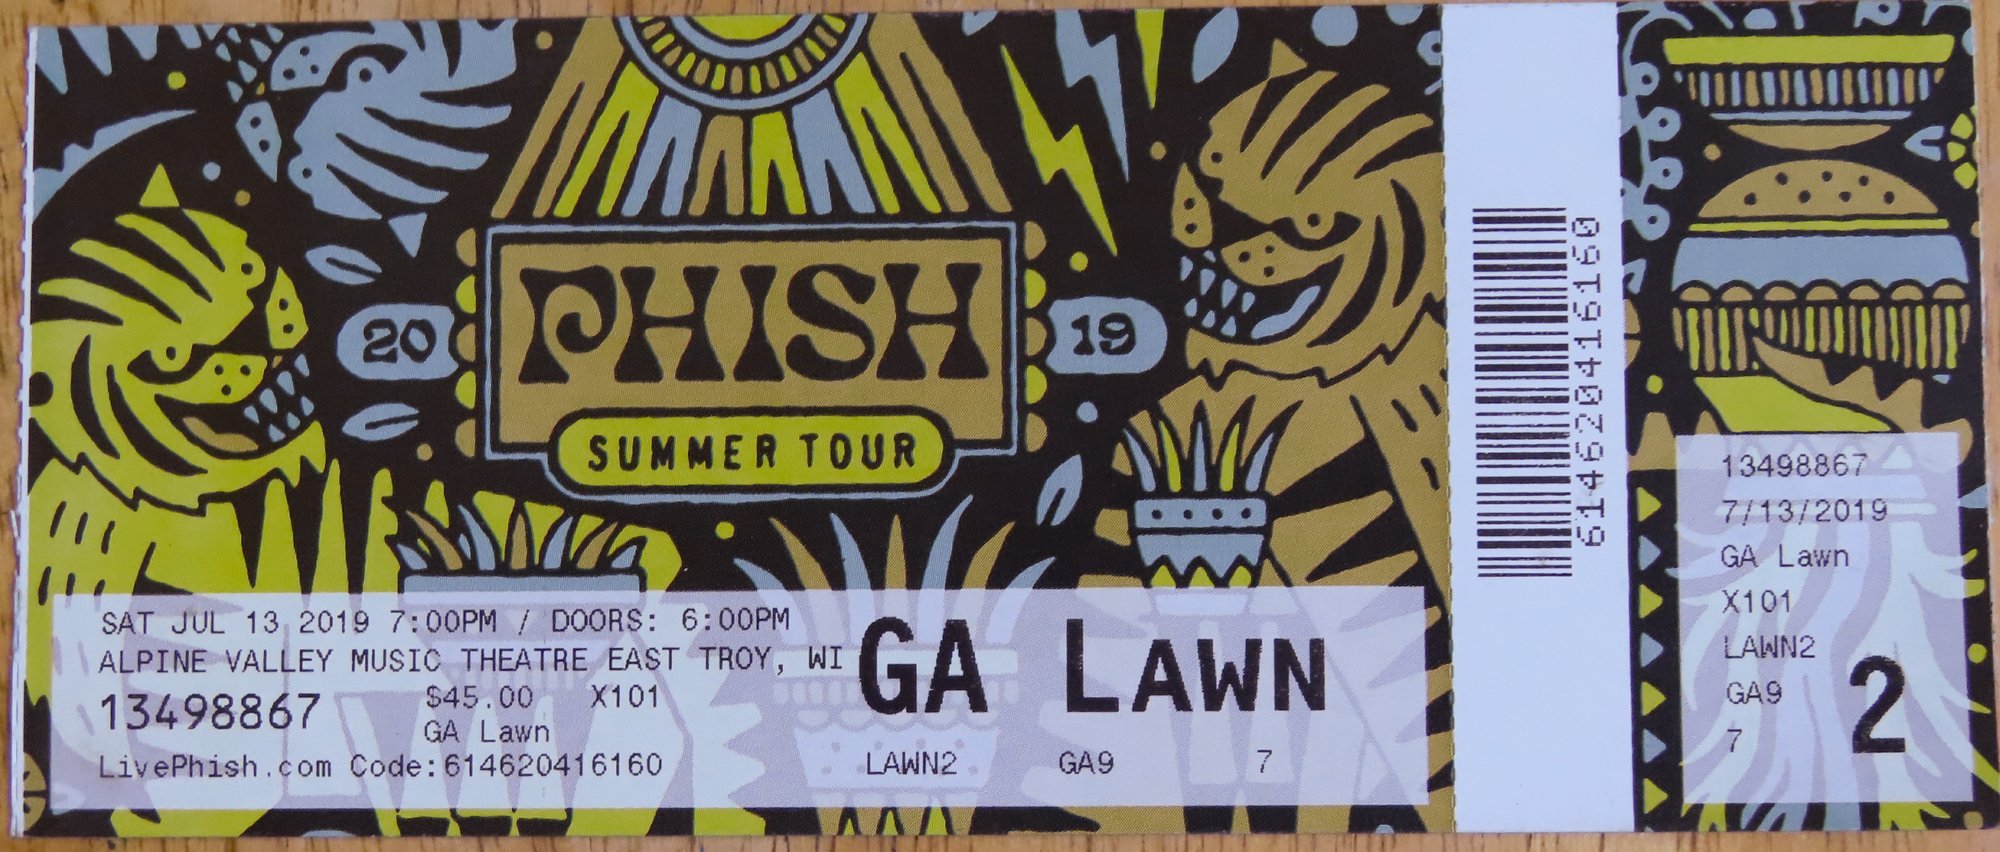 PHISH
20 19
SUMMER TOUR
SAT JUL 13 2019 7:00PM / DOORS: 6:00PM
ALPINE VALLEY MUSIC THEATRE EAST TROY, WI
13498867
$45.00 X101
GA Lawn
LivePhish.com Code:614620416160
GA LAWN
LAWN2 GA9 7
614620416160
13498867
7/13/2019
GA Lawn
X101
LAWN2
GA9
7
2